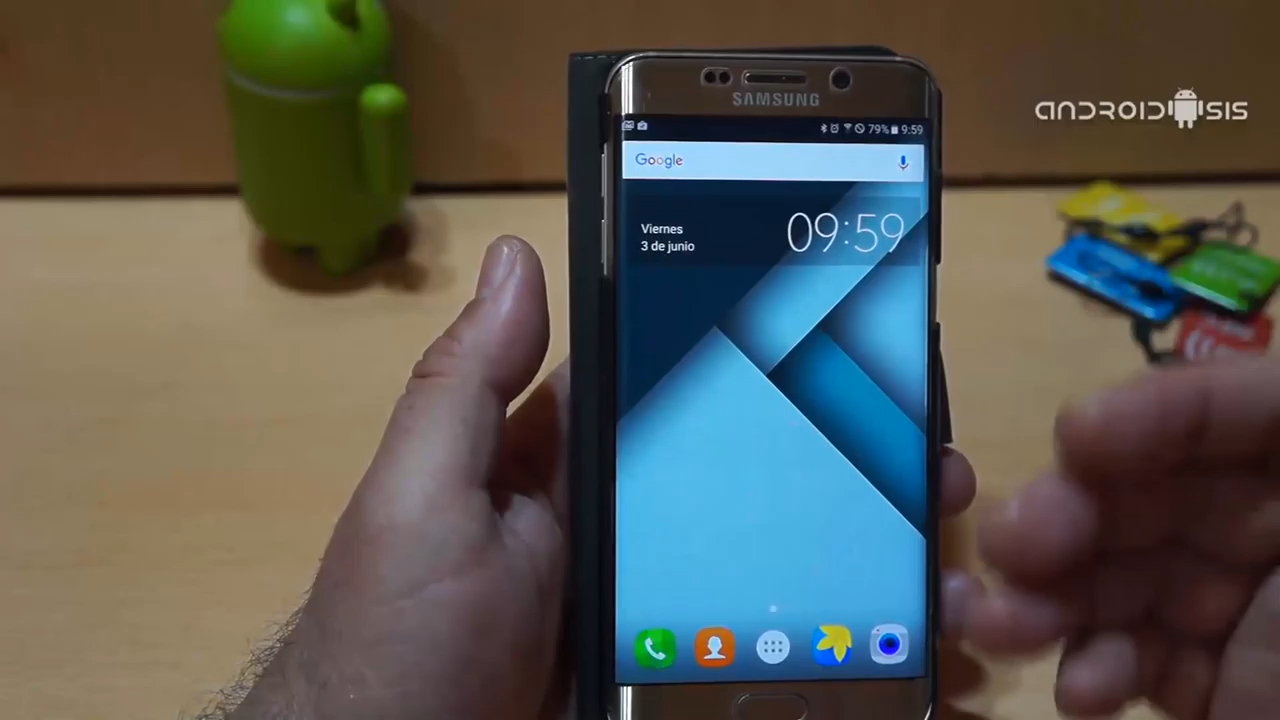 ANDROIDSIS
SAMSUNG
79% 9:59
Google
Viernes
3 de junio
09:59